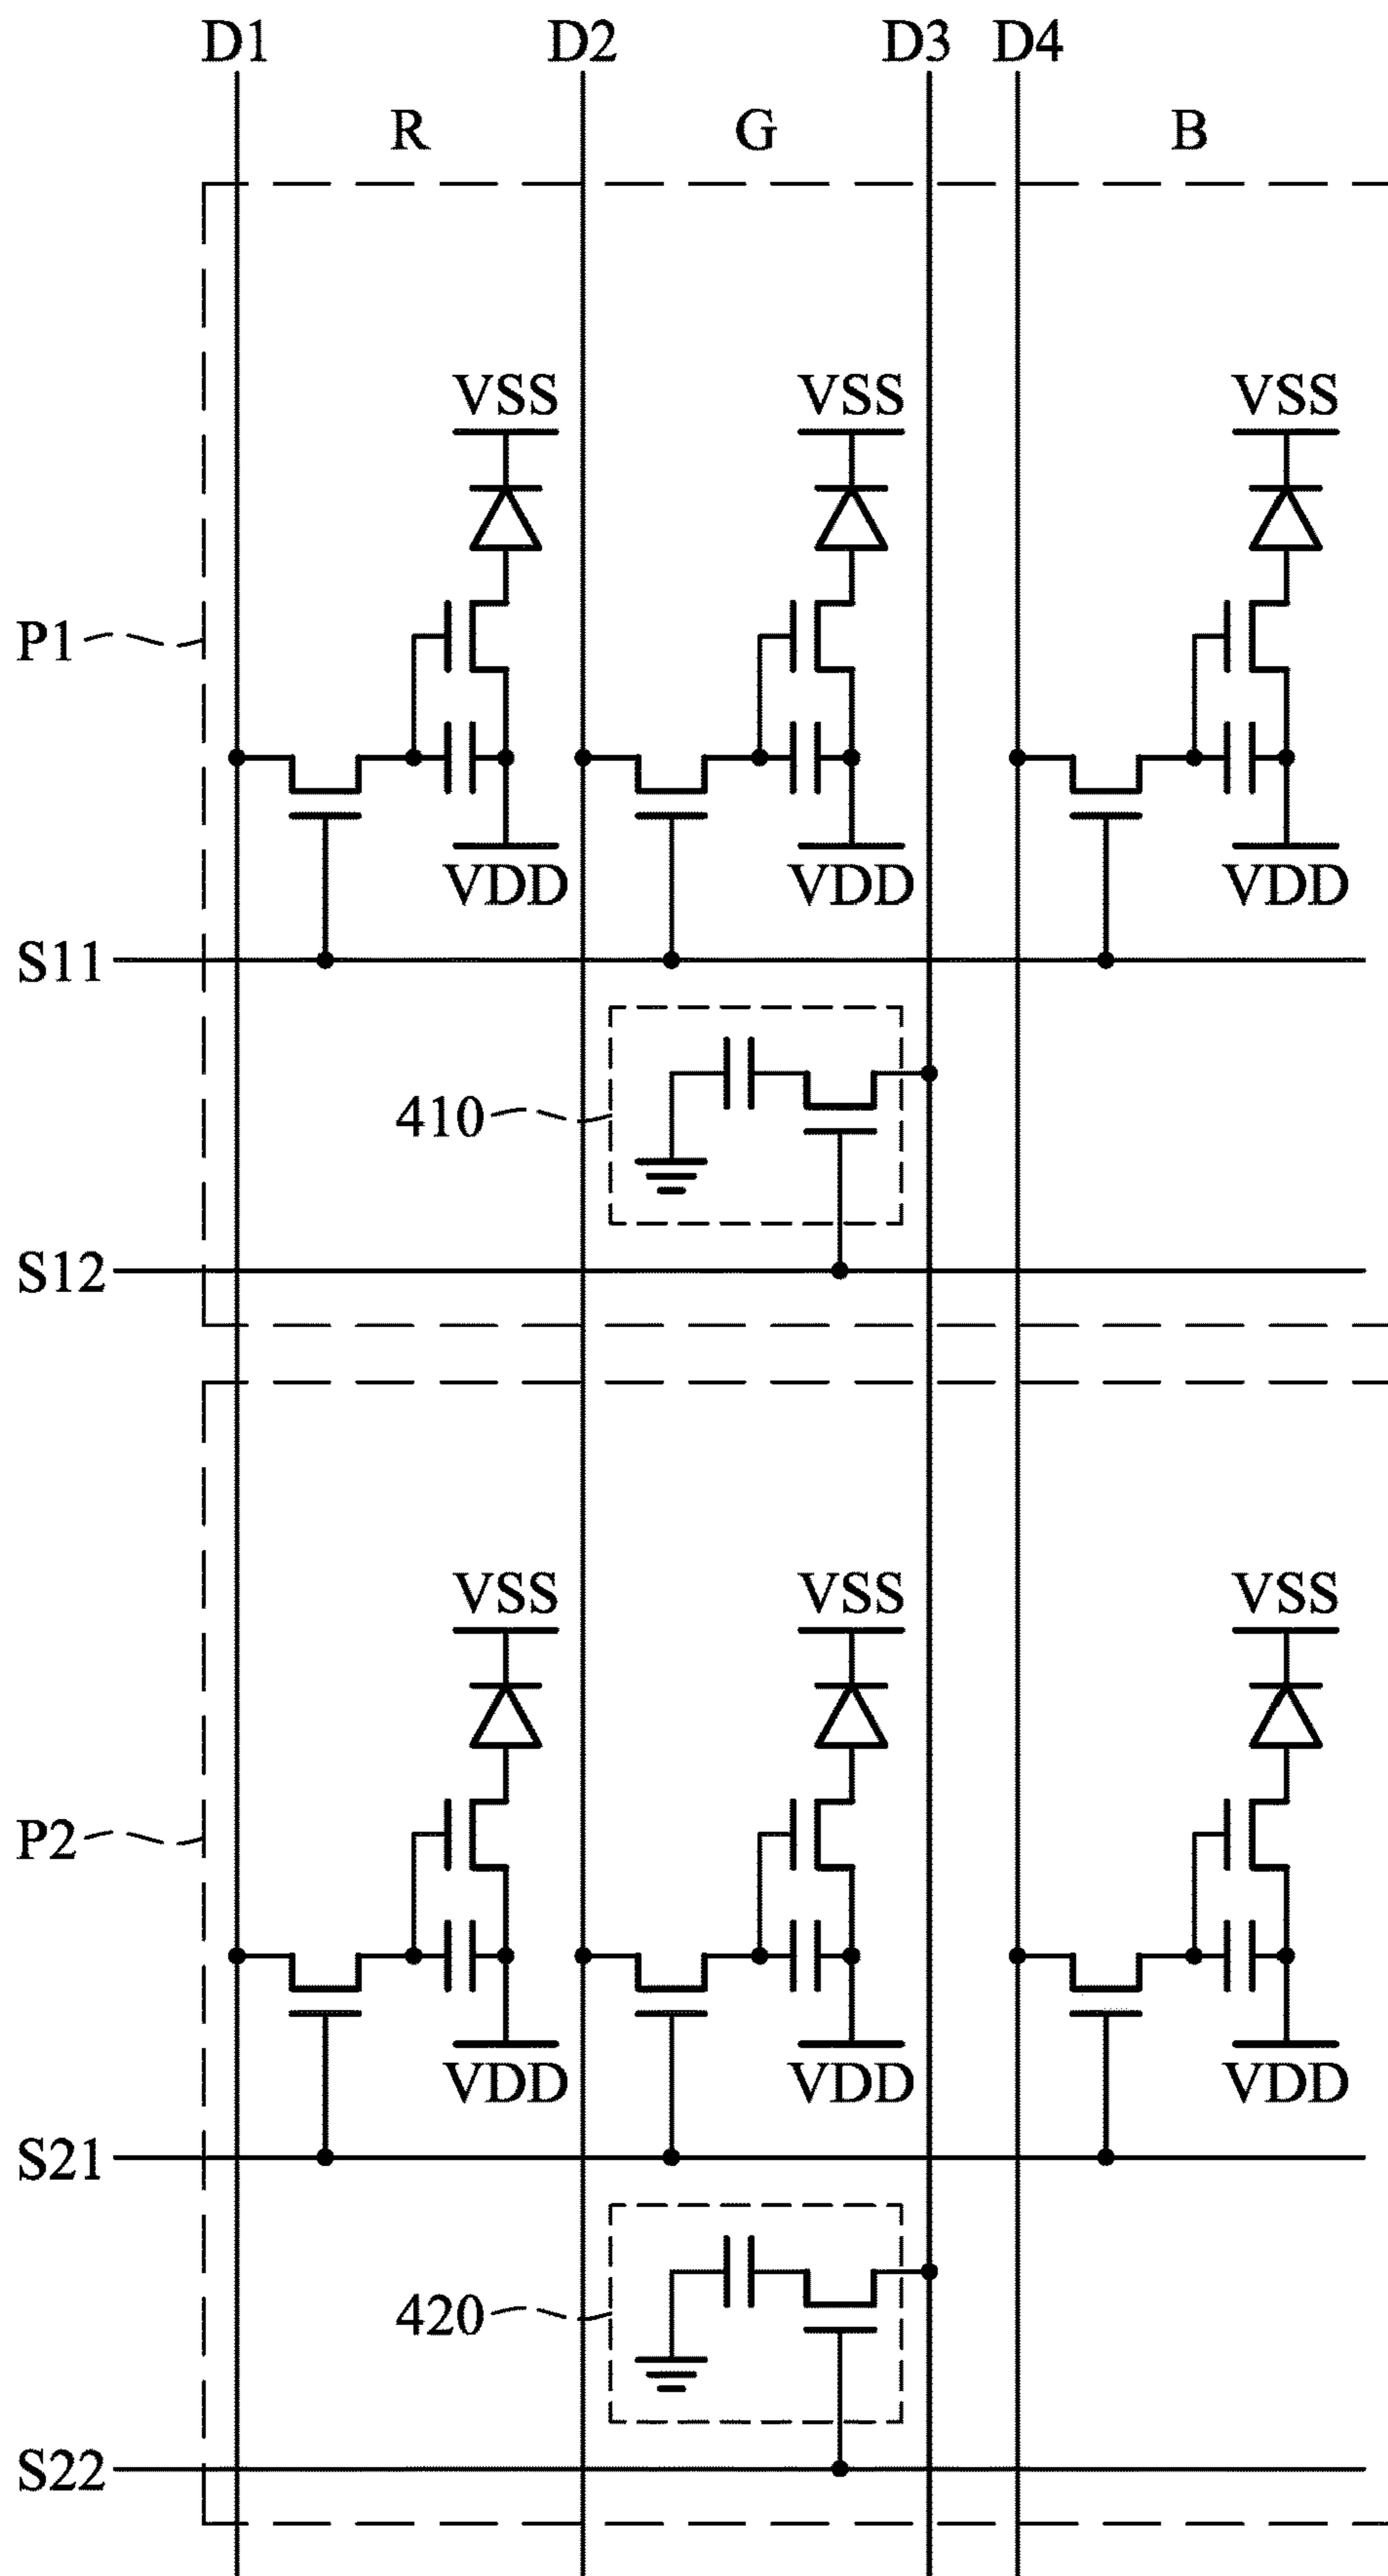 D1 D2 D3 D4
R G B
VSS VSS VSS
P1
VDD VDD VDD
S11
410
S12
VSS VSS VSS
P2
VDD VDD VDD
S21
420
S22